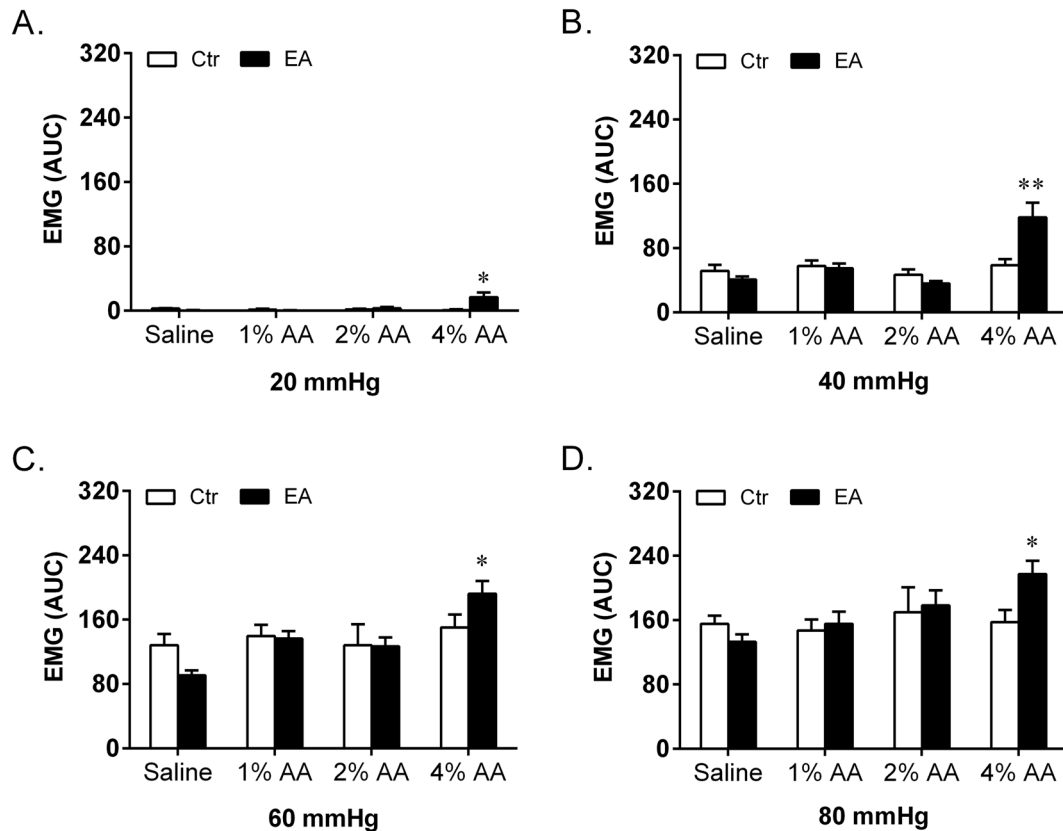 A.
320
Ctr EA
240
160
80
0
EMG (AUC)
*
Saline 1% AA 2% AA 4% AA
20 mmHg
B.
320
Ctr EA
240
160
80
0
EMG (AUC)
**
Saline 1% AA 2% AA 4% AA
40 mmHg
C.
320
Ctr EA
240
160
80
0
EMG (AUC)
*
Saline 1% AA 2% AA 4% AA
60 mmHg
D.
320
Ctr EA
240
160
80
0
EMG (AUC)
*
Saline 1% AA 2% AA 4% AA
80 mmHg